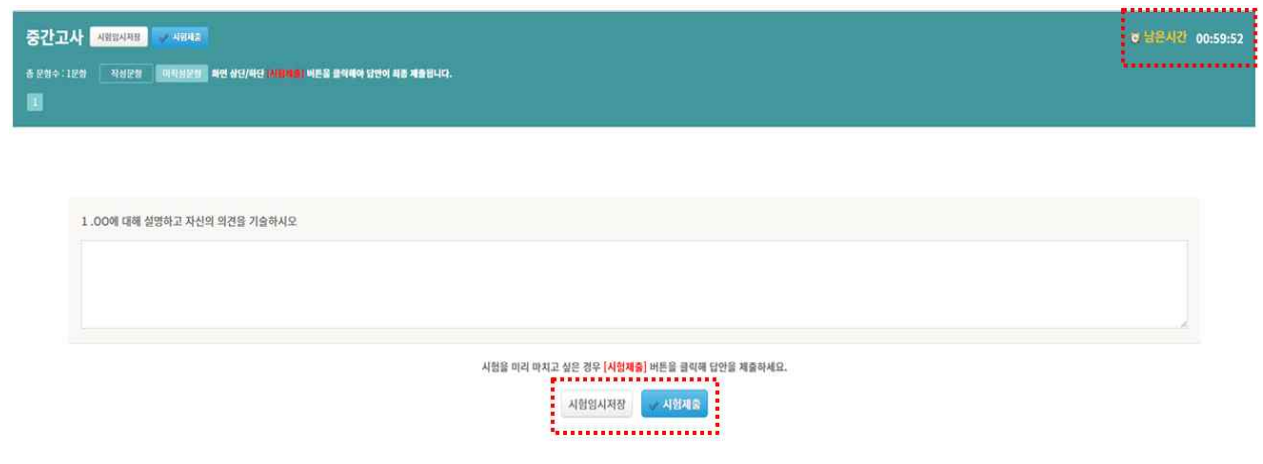 중간고사 시험임시저장 시험제출
남은시간 00:59:52
총 문항수 : 1문항 작성문항 미작성문항 화면 상단/하단 [시험제출] 버튼을 클릭해야 답안이 최종 제출됩니다.
1
1 .OO에 대해 설명하고 자신의 의견을 기술하시오
시험을 미리 마치고 싶은 경우 [시험제출] 버튼을 클릭해 답안을 제출하세요.
시험임시저장 시험제출